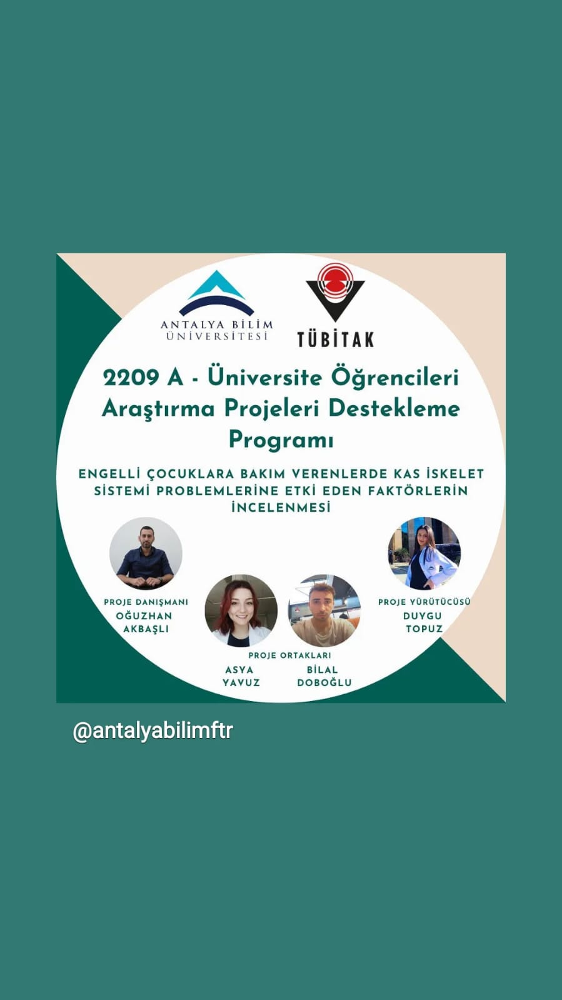 ANTALYA BİLİM
ÜNİVERSİTESİ
TÜBİTAK
2209 A - Üniversite Öğrencileri
Araştırma Projeleri Destekleme
Programı
ENGELLİ ÇOCUKLARA BAKIM VERENLERDE KAS İSKELET
SİSTEMİ PROBLEMLERİNE ETKİ EDEN FAKTÖRLERİN
İNCELENMESİ
PROJE DANIŞMANI
OĞUZHAN
AKBAŞLI
PROJE ORTAKLARI
ASYA
YAVUZ
BİLAL
DOBOĞLU
PROJE YÜRÜTÜCÜSÜ
DUYGU
TOPUZ
@antalyabilimftr